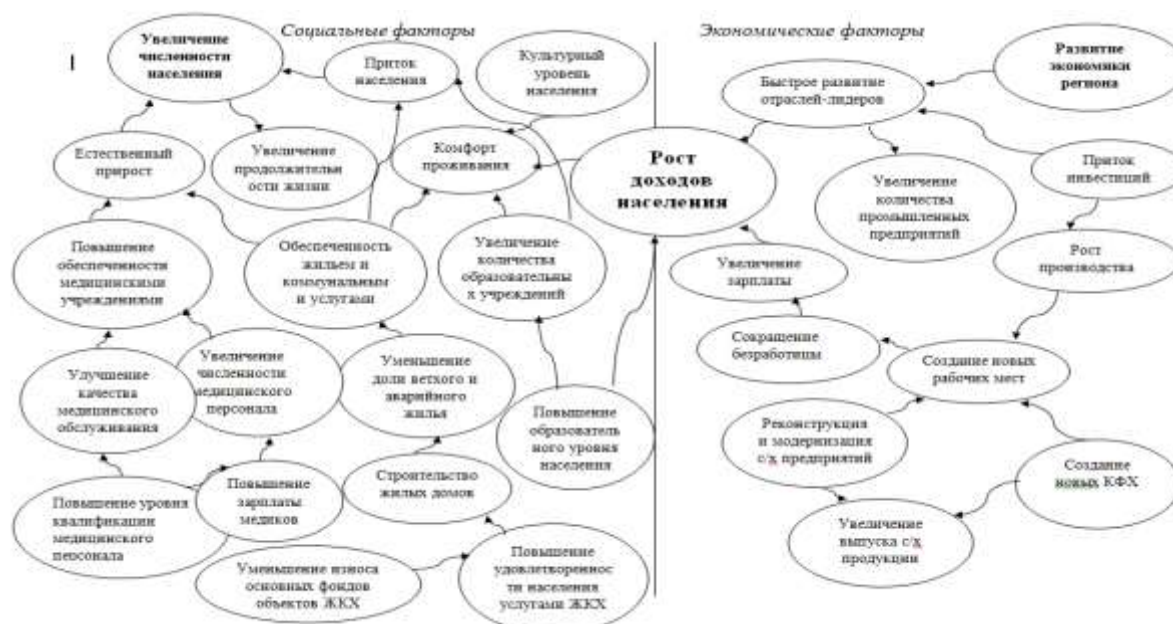 Социальные факторы
Экономические факторы
Увеличение
численности
населения
Приток
населения
Культурный
уровень
населения
Быстрое развитие
отраслей-лидеров
Развитие
экономики
региона
Естественный
прирост
Увеличение
продолжительн
ости жизни
Комфорт
проживания
Рост
доходов
населения
Увеличение
количества
промышленных
предприятий
Приток
инвестиций
Повышение
обеспеченности
медицинскими
учреждениями
Обеспеченность
жильем и
коммунальным
и услугами
Увеличение
количества
образовательны
х учреждений
Увеличение
зарплаты
Рост
производства
Улучшение
качества
медицинского
обслуживания
Увеличение
численности
медицинского
персонала
Уменьшение
доли ветхого и
аварийного
жилья
Повышение
образователь
ного уровня
населения
Сокращение
безработицы
Создание новых
рабочих мест
Повышение уровня
квалификации
медицинского
персонала
Повышение
зарплаты
медиков
Строительство
жилых домов
Реконструкция
и модернизация
с/х предприятий
Создание
новых КФХ
Уменьшение износа
основных фондов
объектов ЖКХ
Повышение
удовлетвореннос
ти населения
услугами ЖКХ
Увеличение
выпуска с/х
продукции